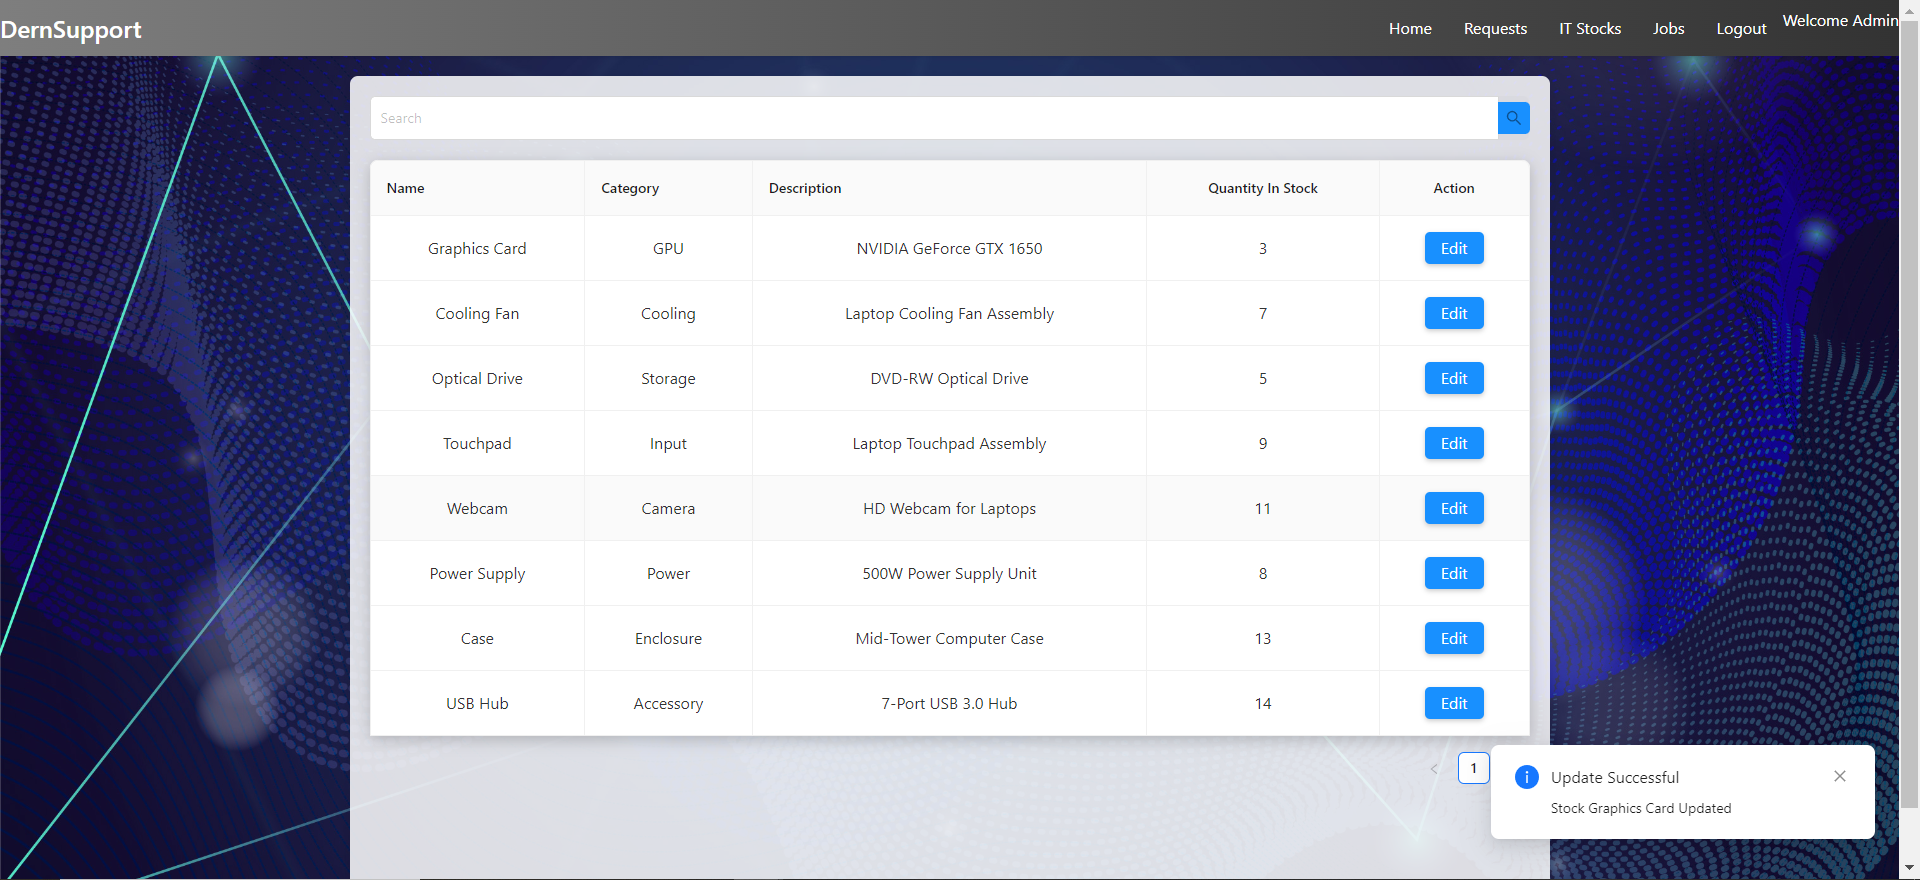 DernSupport
Home Requests IT Stocks Jobs Logout Welcome Admin
Search
Name Category Description Quantity In Stock Action
Graphics Card GPU NVIDIA GeForce GTX 1650 3 Edit
Cooling Fan Cooling Laptop Cooling Fan Assembly 7 Edit
Optical Drive Storage DVD-RW Optical Drive 5 Edit
Touchpad Input Laptop Touchpad Assembly 9 Edit
Webcam Camera HD Webcam for Laptops 11 Edit
Power Supply Power 500W Power Supply Unit 8 Edit
Case Enclosure Mid-Tower Computer Case 13 Edit
USB Hub Accessory 7-Port USB 3.0 Hub 14 Edit
1
Update Successful
Stock Graphics Card Updated